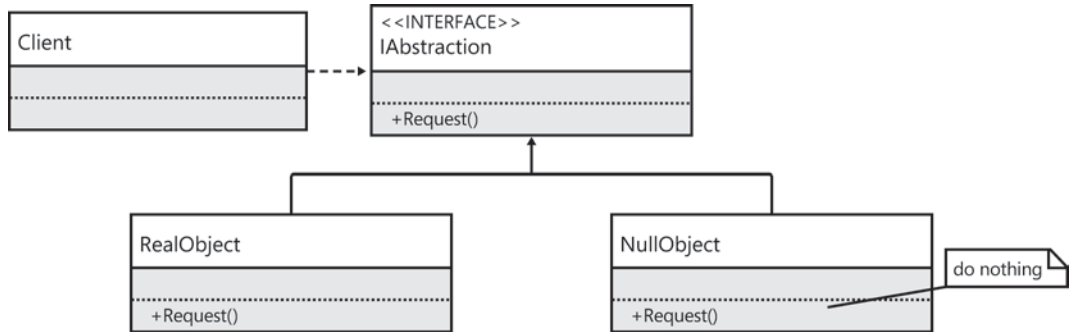 Client
<<INTERFACE>>
IAbstraction
+Request()
RealObject
+Request()
NullObject
+Request()
do nothing